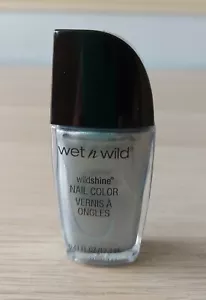 wet n wild®
wildshine®
NAIL COLOR
VERNIS À
ONGLES